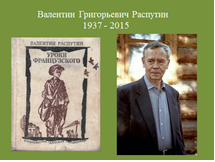 Валентин Григорьевич Распутин
1937 - 2015
ВАЛЕНТИН РАСПУТИН
УРОКИ
ФРАНЦУЗСКОГО